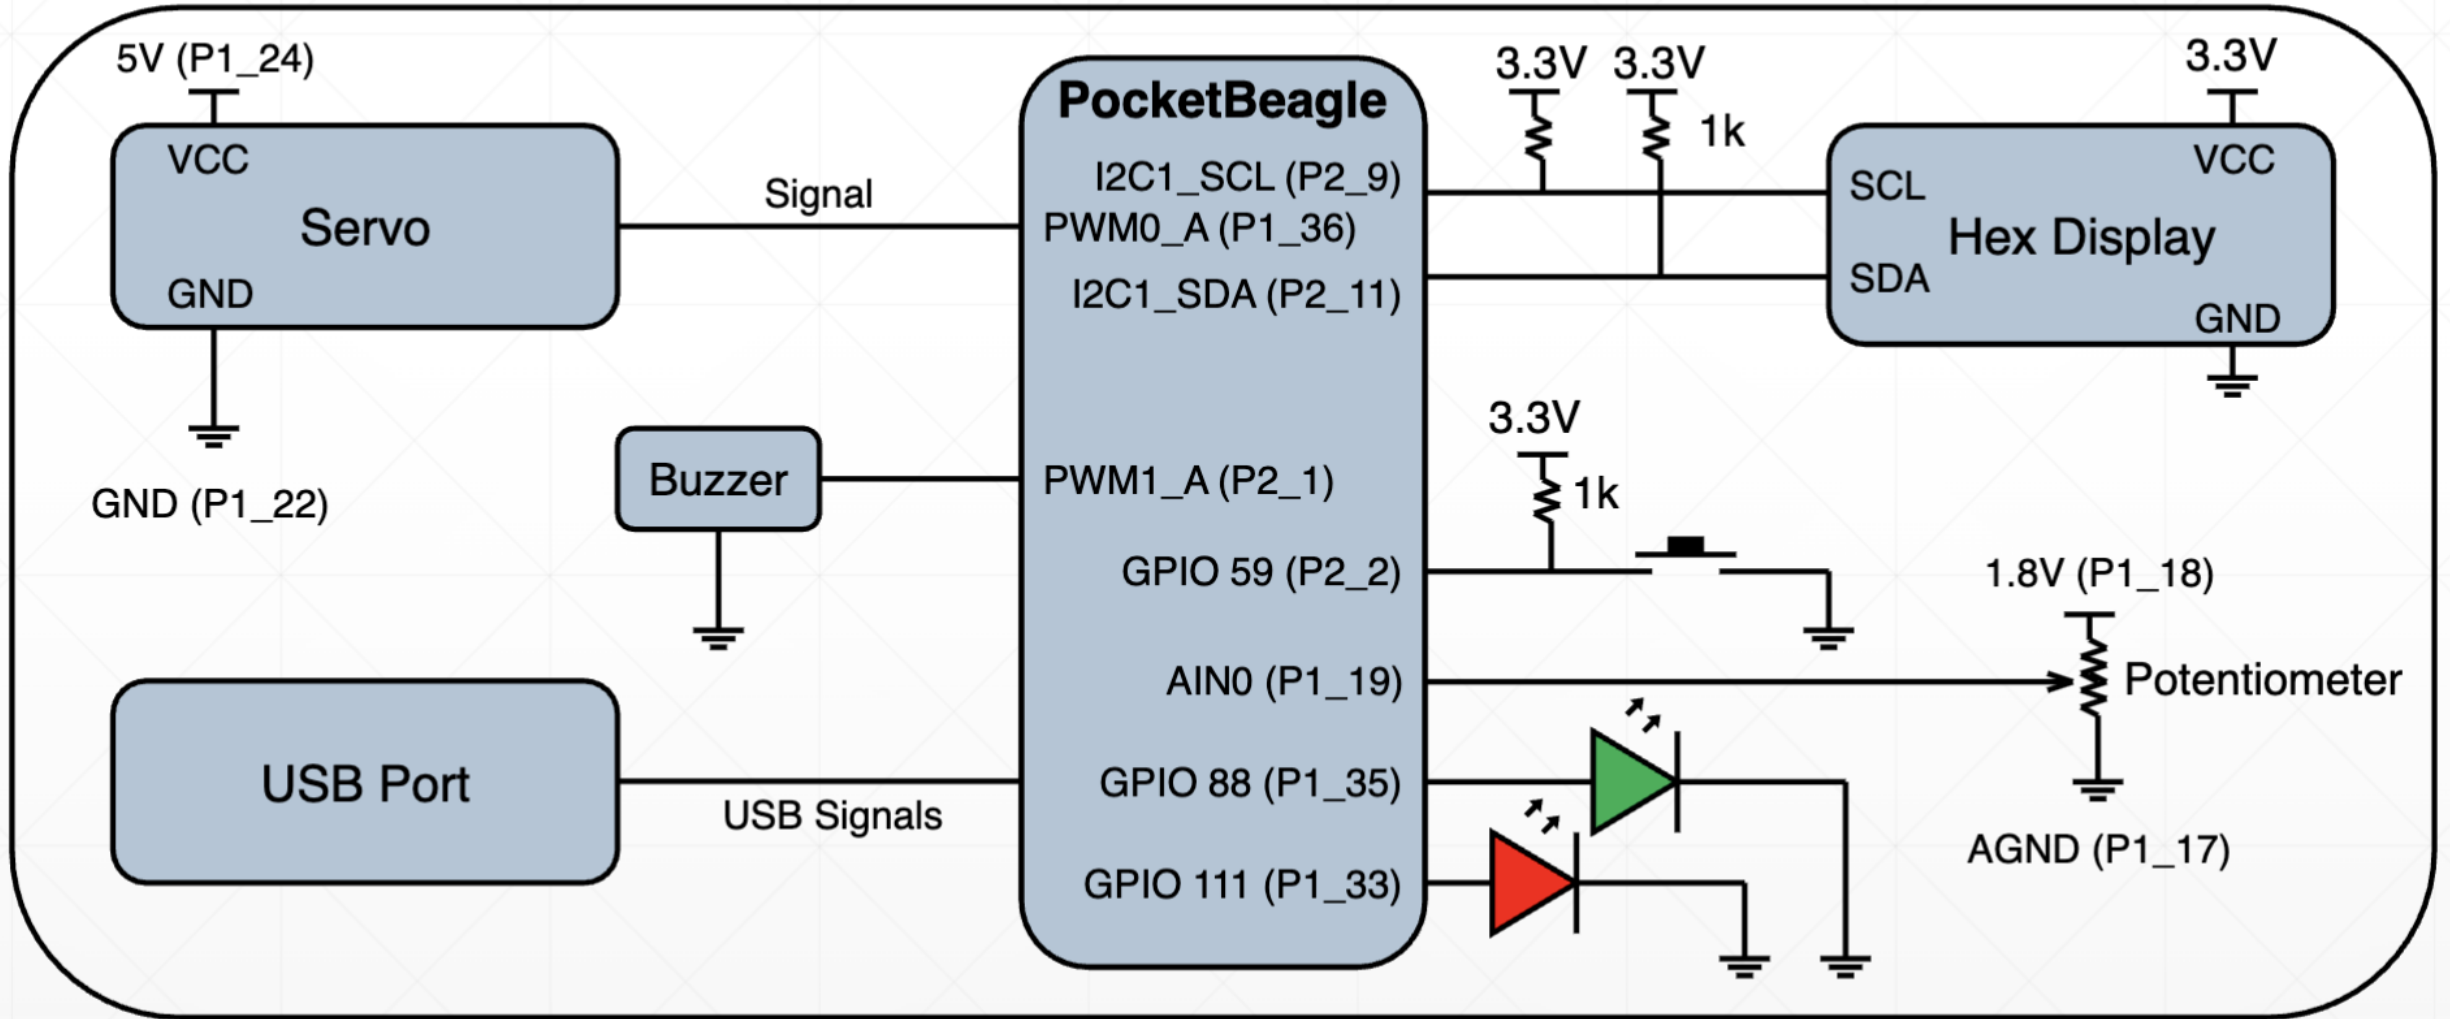 5V (P1_24)
VCC
Servo
GND
GND (P1_22)
Signal
Buzzer
USB Port
USB Signals
PocketBeagle
I2C1_SCL (P2_9)
PWM0_A (P1_36)
I2C1_SDA (P2_11)
PWM1_A (P2_1)
GPIO 59 (P2_2)
AIN0 (P1_19)
GPIO 88 (P1_35)
GPIO 111 (P1_33)
3.3V 3.3V
1k
3.3V
VCC
SCL
Hex Display
SDA
GND
3.3V
1k
1.8V (P1_18)
Potentiometer
AGND (P1_17)